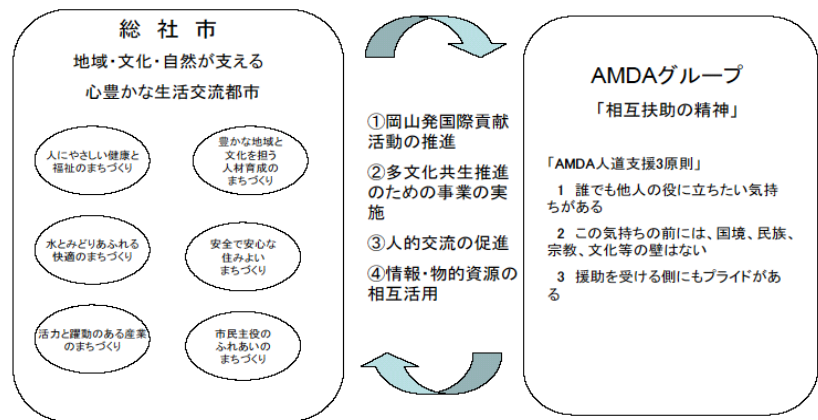 総 社 市
地域・文化・自然が支える
心豊かな生活交流都市
人にやさしい健康と
福祉のまちづくり
豊かな地域と
文化を担う
人材育成の
まちづくり
水とみどりあふれる
快適のまちづくり
安全で安心な
住みよい
まちづくり
活力と躍動のある産業
のまちづくり
市民主役の
ふれあいの
まちづくり
①岡山発国際貢献
活動の推進
②多文化共生推進
のための事業の実
施
③人的交流の促進
④情報・物的資源の
相互活用
AMDAグループ
「相互扶助の精神」
「AMDA人道支援3原則」
1 誰でも他人の役に立ちたい気持
ちがある
2 この気持ちの前には、国境、民族、
宗教、文化等の壁はない
3 援助を受ける側にもプライドがあ
る